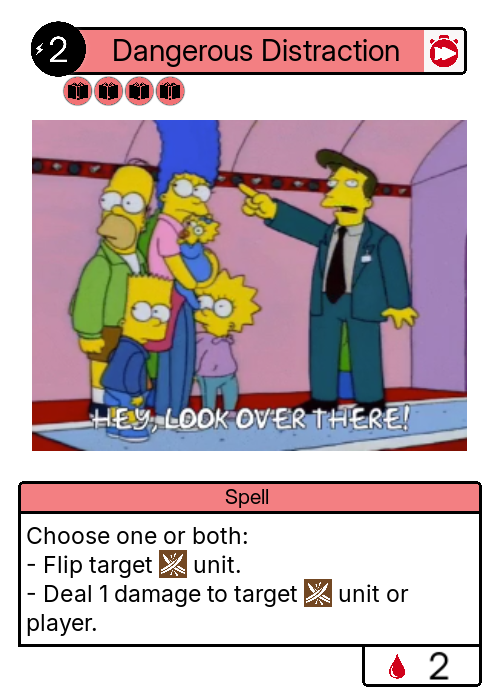 2 Dangerous Distraction
HEY, LOOK OVER THERE!
Spell
Choose one or both:
- Flip target unit.
- Deal 1 damage to target unit or
player.
2